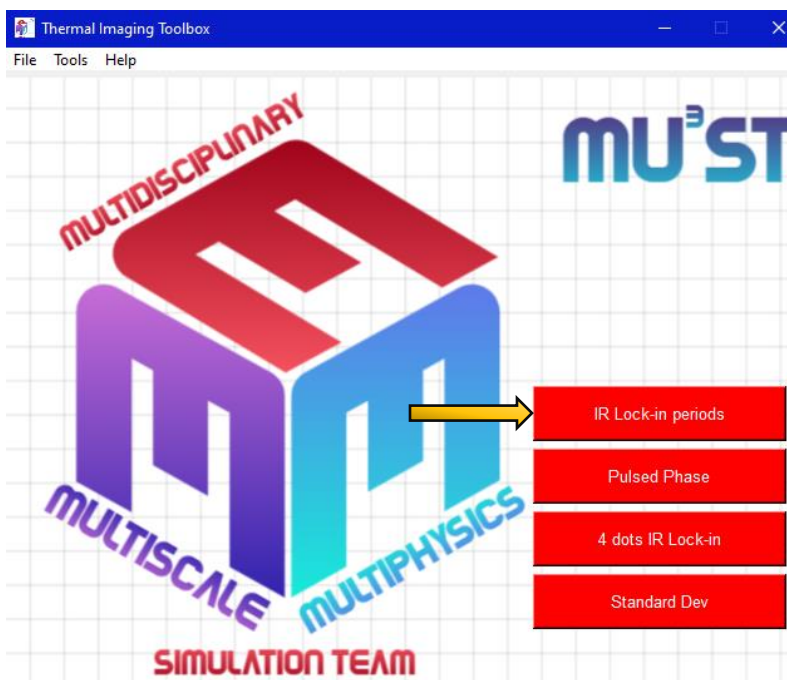 Thermal Imaging Toolbox
File Tools Help
MULTIDISCIPLINARY
MU³ST
IR Lock-in periods
Pulsed Phase
4 dots IR Lock-in
Standard Dev
MULTISCALE
MULTIPHYSICS
SIMULATION TEAM